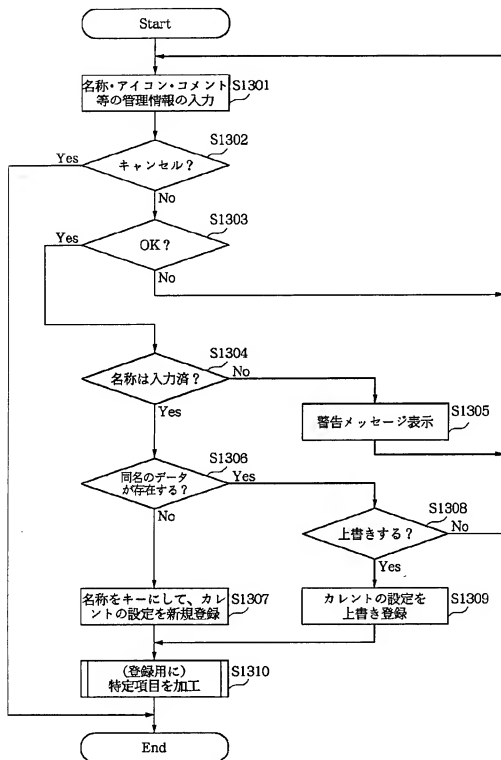 Start
名称・アイコン・コメント
等の管理情報の入力
S1301
キャンセル?
S1302
Yes
No
OK?
S1303
Yes
No
名称は入力済?
S1304
No
Yes
警告メッセージ表示
S1305
同名のデータ
が存在する?
S1306
Yes
No
上書きする?
S1308
No
Yes
名称をキーにして、カレ
ントの設定を新規登録
S1307
カレントの設定を
上書き登録
S1309
(登録用に)
特定項目を加工
S1310
End